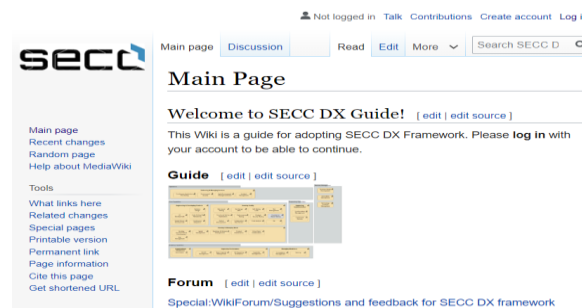 Not logged in Talk Contributions Create account Log i
secc
Main page Discussion Read Edit More Search SECC D
Main Page
Welcome to SECC DX Guide! [ edit | edit source ]
This Wiki is a guide for adopting SECC DX Framework. Please log in with
your account to be able to continue.
Main page
Recent changes
Random page
Help about MediaWiki
Tools
What links here
Related changes
Special pages
Printable version
Permanent link
Page information
Cite this page
Get shortened URL
Guide [ edit | edit source ]
Forum [ edit | edit source ]
Special:WikiForum/Suggestions and feedback for SECC DX framework